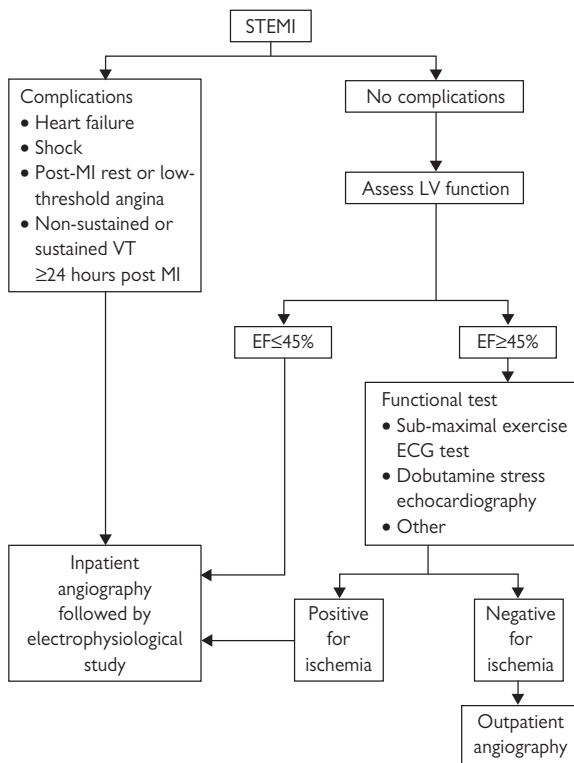 STEMI
Complications
• Heart failure
• Shock
• Post-MI rest or low-
threshold angina
• Non-sustained or
sustained VT
≥24 hours post MI
No complications
Assess LV function
EF≤45%
EF≥45%
Functional test
• Sub-maximal exercise
ECG test
• Dobutamine stress
echocardiography
• Other
Inpatient
angiography
followed by
electrophysiological
study
Positive
for
ischemia
Negative
for
ischemia
Outpatient
angiography